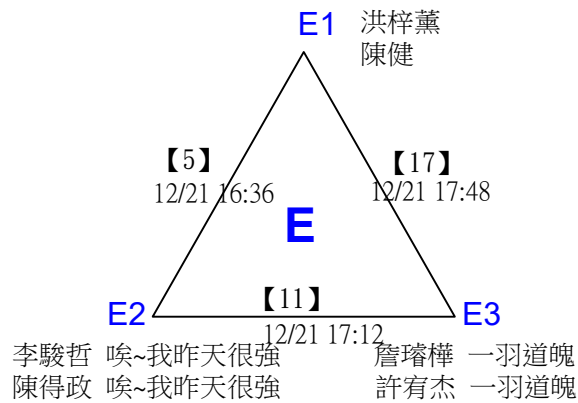 E1 洪梓薰
陳健
【5】
12/21 16:36
【17】
12/21 17:48
E
【11】
12/21 17:12
E2
E3
李駿哲 唉~我昨天很強
陳得政 唉~我昨天很強
詹璿樺 一羽道魄
許宥杰 一羽道魄